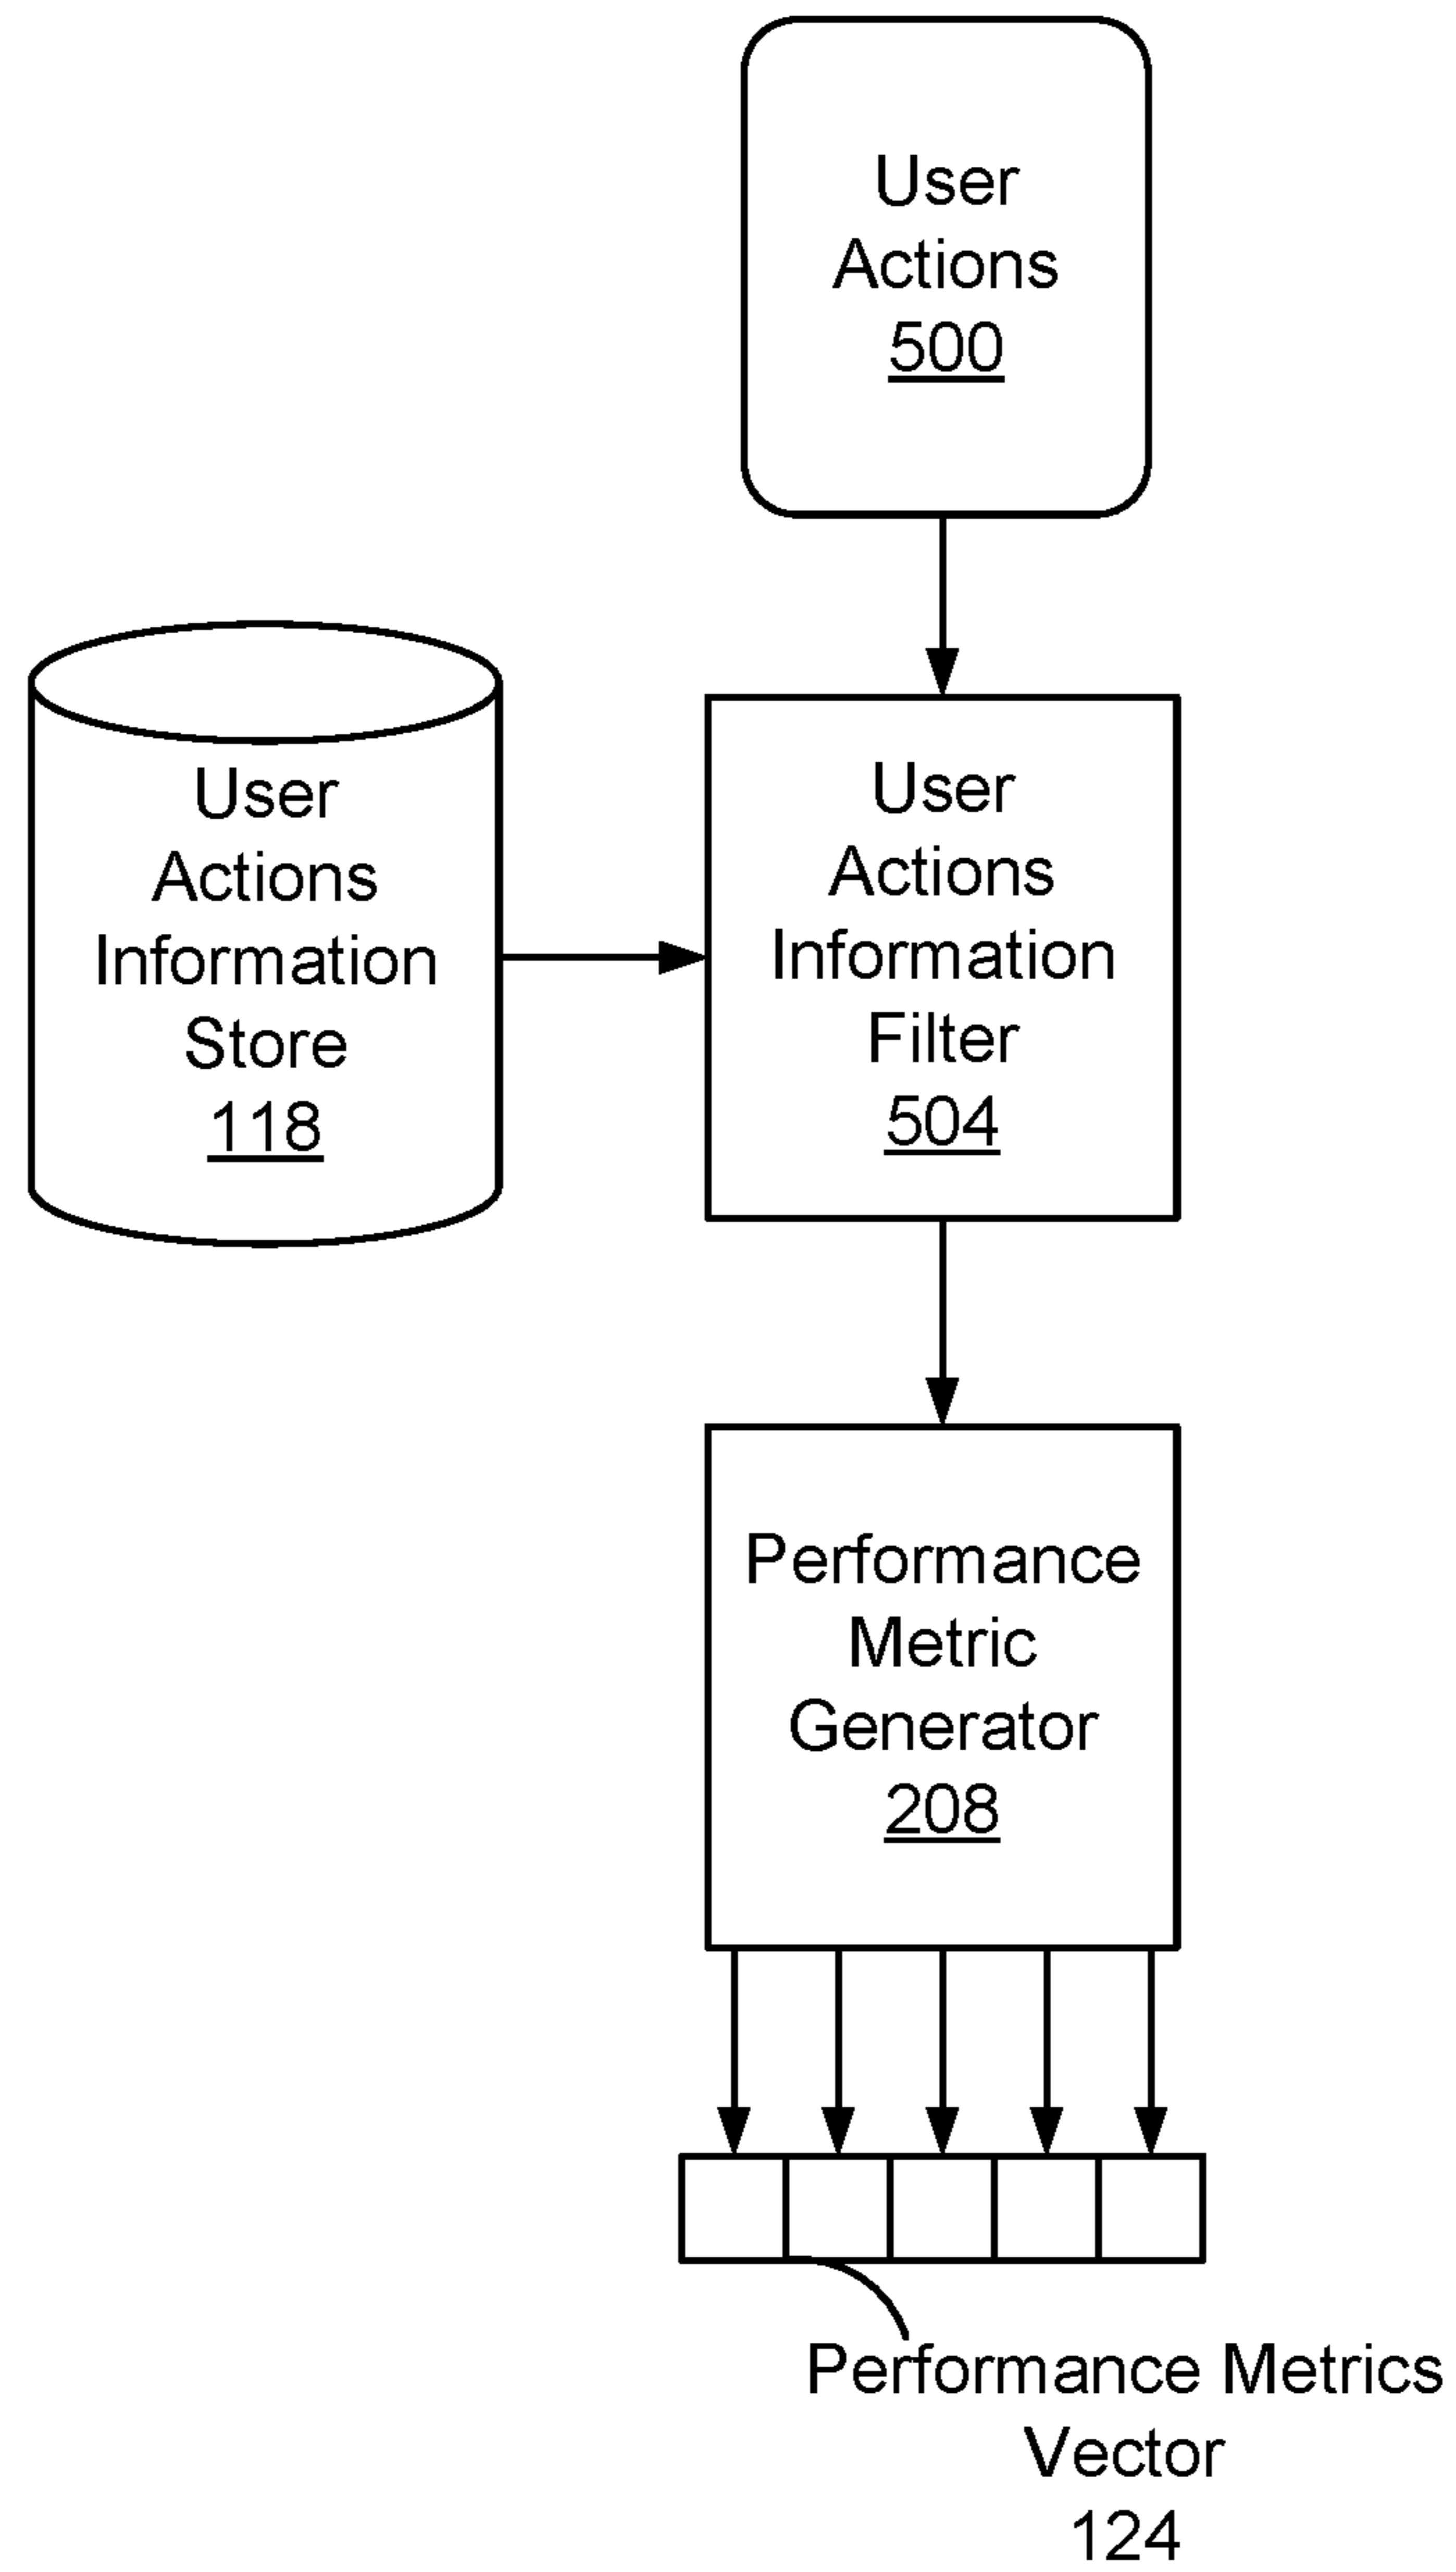 User
Actions
500
User
Actions
Information
Store
118
User
Actions
Information
Filter
504
Performance
Metric
Generator
208
Performance Metrics
Vector
124